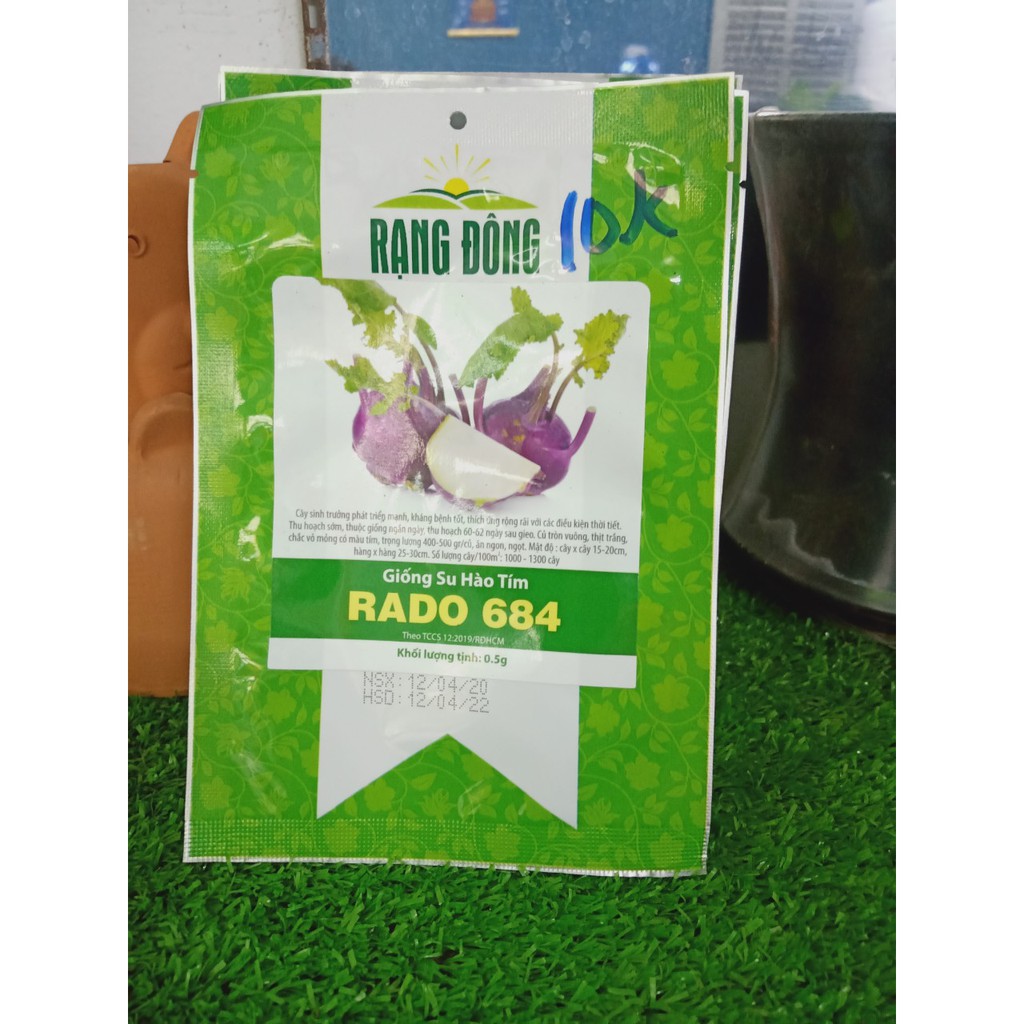 RẠNG ĐÔNG
10K
Cây sinh trưởng phát triển mạnh, kháng bệnh tốt, thích ứng rộng rãi với các điều kiện thời tiết.
Thu hoạch sớm, thuộc giống ngắn ngày, thu hoạch 60-62 ngày sau gieo. Củ tròn vuông, thịt trắng,
chắc vỏ mỏng có màu tím, trọng lượng 400-500 gr/củ, ăn ngon, ngọt. Mật độ : cây x cây 15-20cm,
hàng x hàng 25-30cm. Số lượng cây/100m²: 1000 - 1300 cây
Giống Su Hào Tím
RADO 684
Theo TCCS 12:2019/RĐHCM
Khối lượng tịnh: 0.5g
NSX: 12/04/20
HSD: 12/04/22